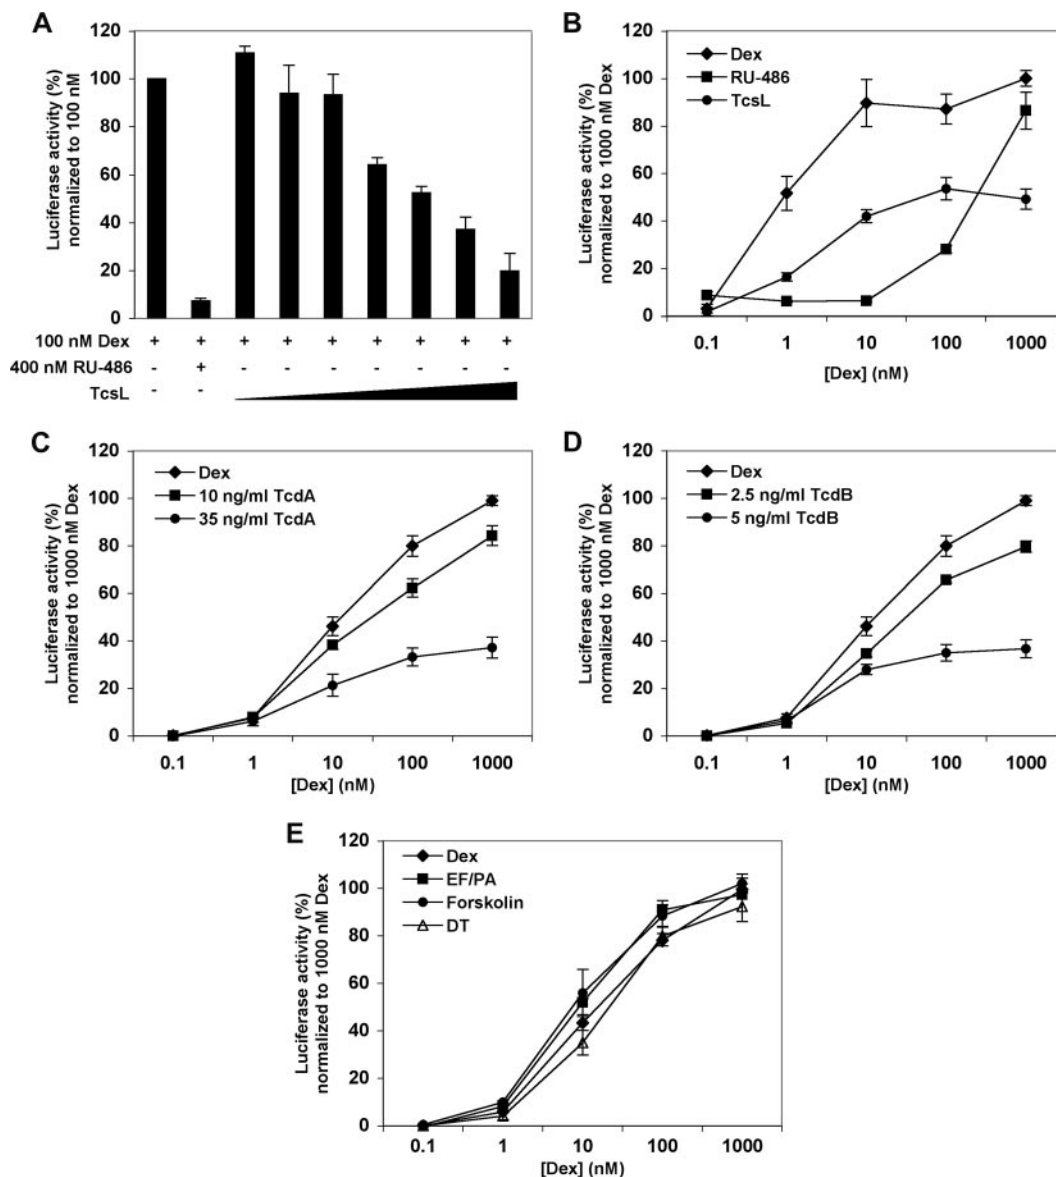 A
Luciferase activity (%)
normalized to 100 nM
120
100
80
60
40
20
0
100 nM Dex + + + + + + + + +
400 nM RU-486 - + - - - - - - -
TcsL - -
B
Luciferase activity (%)
normalized to 1000 nM Dex
120
100
80
60
40
20
0
Dex
RU-486
TcsL
0.1 1 10 100 1000
[Dex] (nM)
C
Luciferase activity (%)
normalized to 1000 nM Dex
120
100
80
60
40
20
0
Dex
10 ng/ml TcdA
35 ng/ml TcdA
0.1 1 10 100 1000
[Dex] (nM)
D
Luciferase activity (%)
normalized to 1000 nM Dex
120
100
80
60
40
20
0
Dex
2.5 ng/ml TcdB
5 ng/ml TcdB
0.1 1 10 100 1000
[Dex] (nM)
E
Luciferase activity (%)
normalized to 1000 nM Dex
120
100
80
60
40
20
0
Dex
EF/PA
Forskolin
DT
0.1 1 10 100 1000
[Dex] (nM)